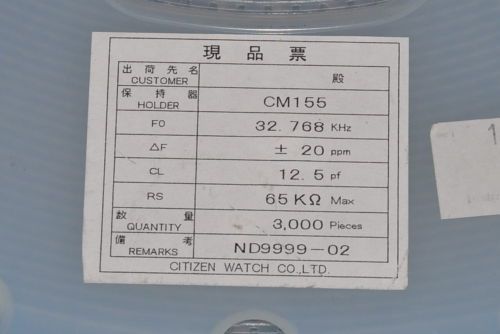 現品票
出荷先名 殿
CUSTOMER
保持器 CM155
HOLDER
F0 32.768 KHz
△F ± 20 ppm
CL 12.5 pf
RS 65 KΩ Max
数量 3,000 Pieces
QUANTITY
備考 ND9999-02
REMARKS
CITIZEN WATCH CO.,LTD.